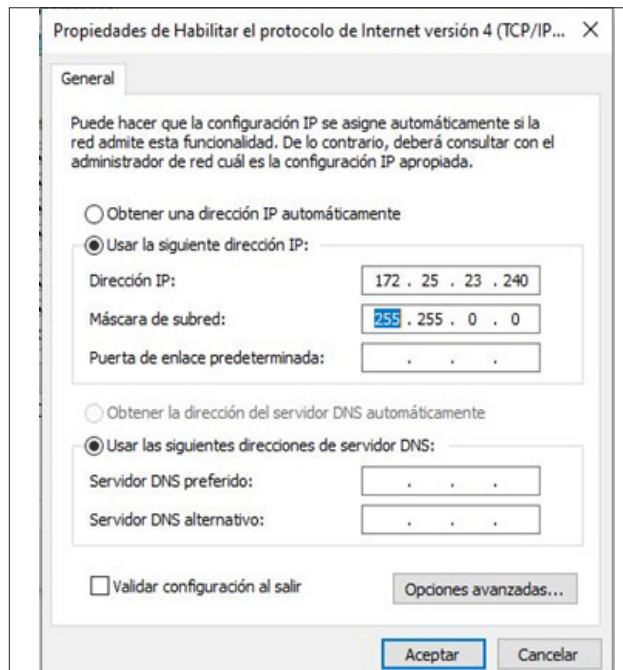 Propiedades de Habilitar el protocolo de Internet versión 4 (TCP/IP...
General
Puede hacer que la configuración IP se asigne automáticamente si la
red admite esta funcionalidad. De lo contrario, deberá consultar con el
administrador de red cuál es la configuración IP apropiada.
Obtener una dirección IP automáticamente
Usar la siguiente dirección IP:
Dirección IP: 172 . 25 . 23 . 240
Máscara de subred: 255 . 255 . 0 . 0
Puerta de enlace predeterminada: . . .
Obtener la dirección del servidor DNS automáticamente
Usar las siguientes direcciones de servidor DNS:
Servidor DNS preferido: . . .
Servidor DNS alternativo: . . .
Validar configuración al salir Opciones avanzadas...
Aceptar Cancelar